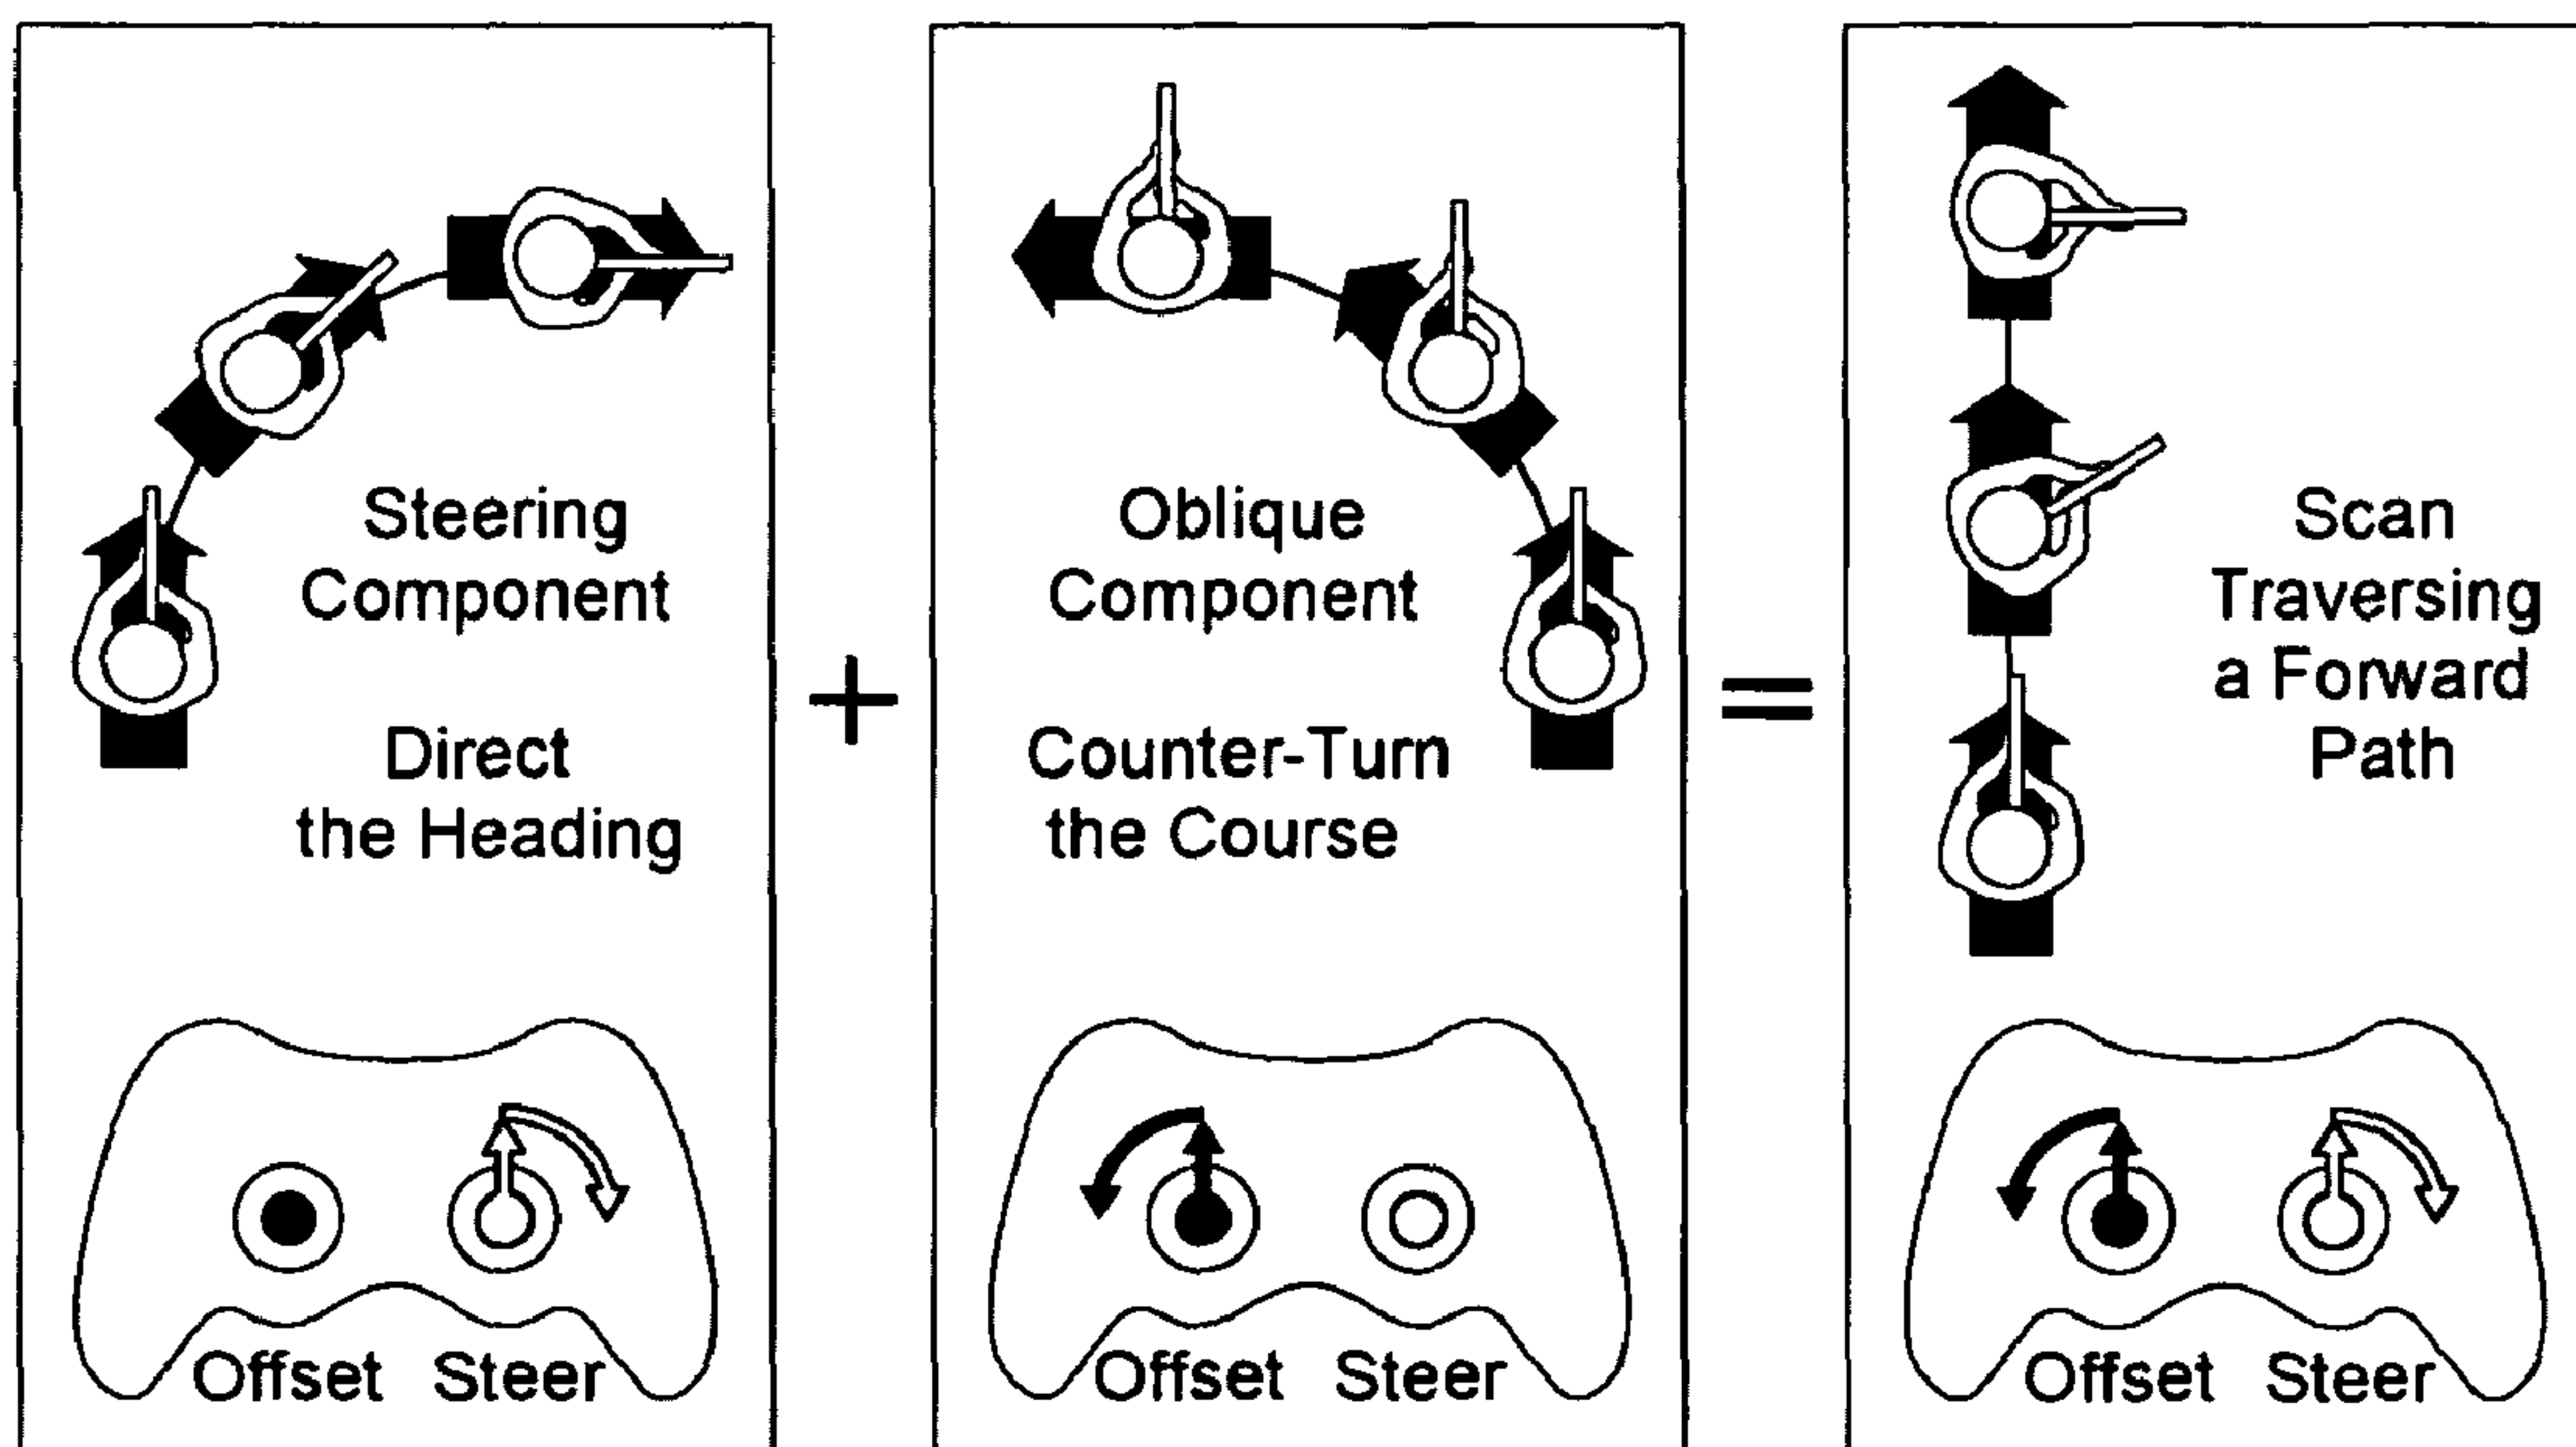 Steering
Component
Direct
the Heading
Offset Steer
+
Oblique
Component
Counter-Turn
the Course
Offset Steer
=
Scan
Traversing
a Forward
Path
Offset Steer